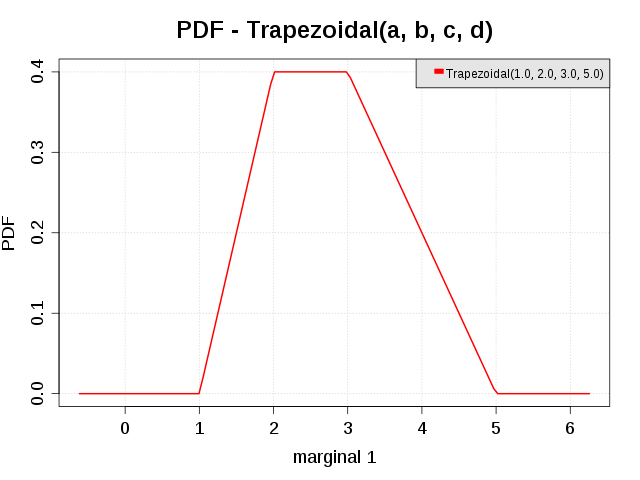 PDF - Trapezoidal(a, b, c, d)
Trapezoidal(1.0, 2.0, 3.0, 5.0)
PDF
0.4
0.3
0.2
0.1
0.0
0 1 2 3 4 5 6
marginal 1